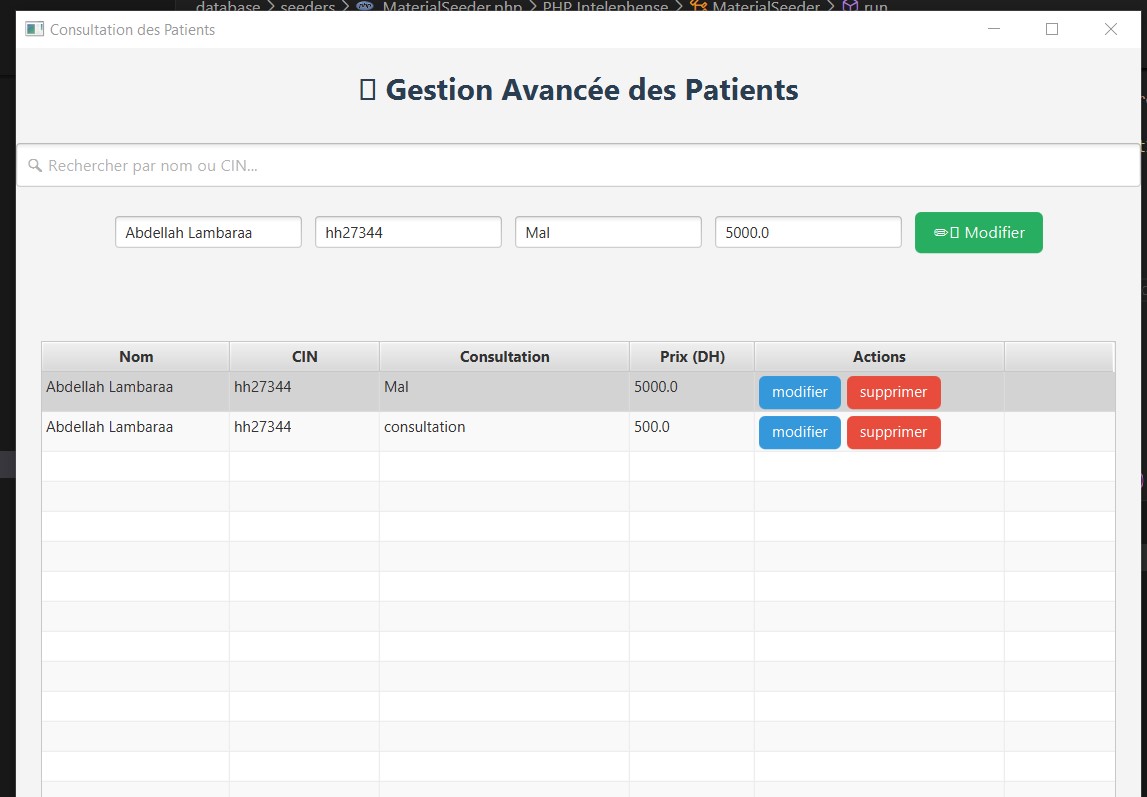 database > seeders > MaterialSeeder.php > PHP Intelephense > MaterialSeeder > run
Consultation des Patients
Gestion Avancée des Patients
Rechercher par nom ou CIN...
Abdellah Lambaraa hh27344 Mal 5000.0 Modifier
Nom CIN Consultation Prix (DH) Actions
Abdellah Lambaraa hh27344 Mal 5000.0 modifier supprimer
Abdellah Lambaraa hh27344 consultation 500.0 modifier supprimer